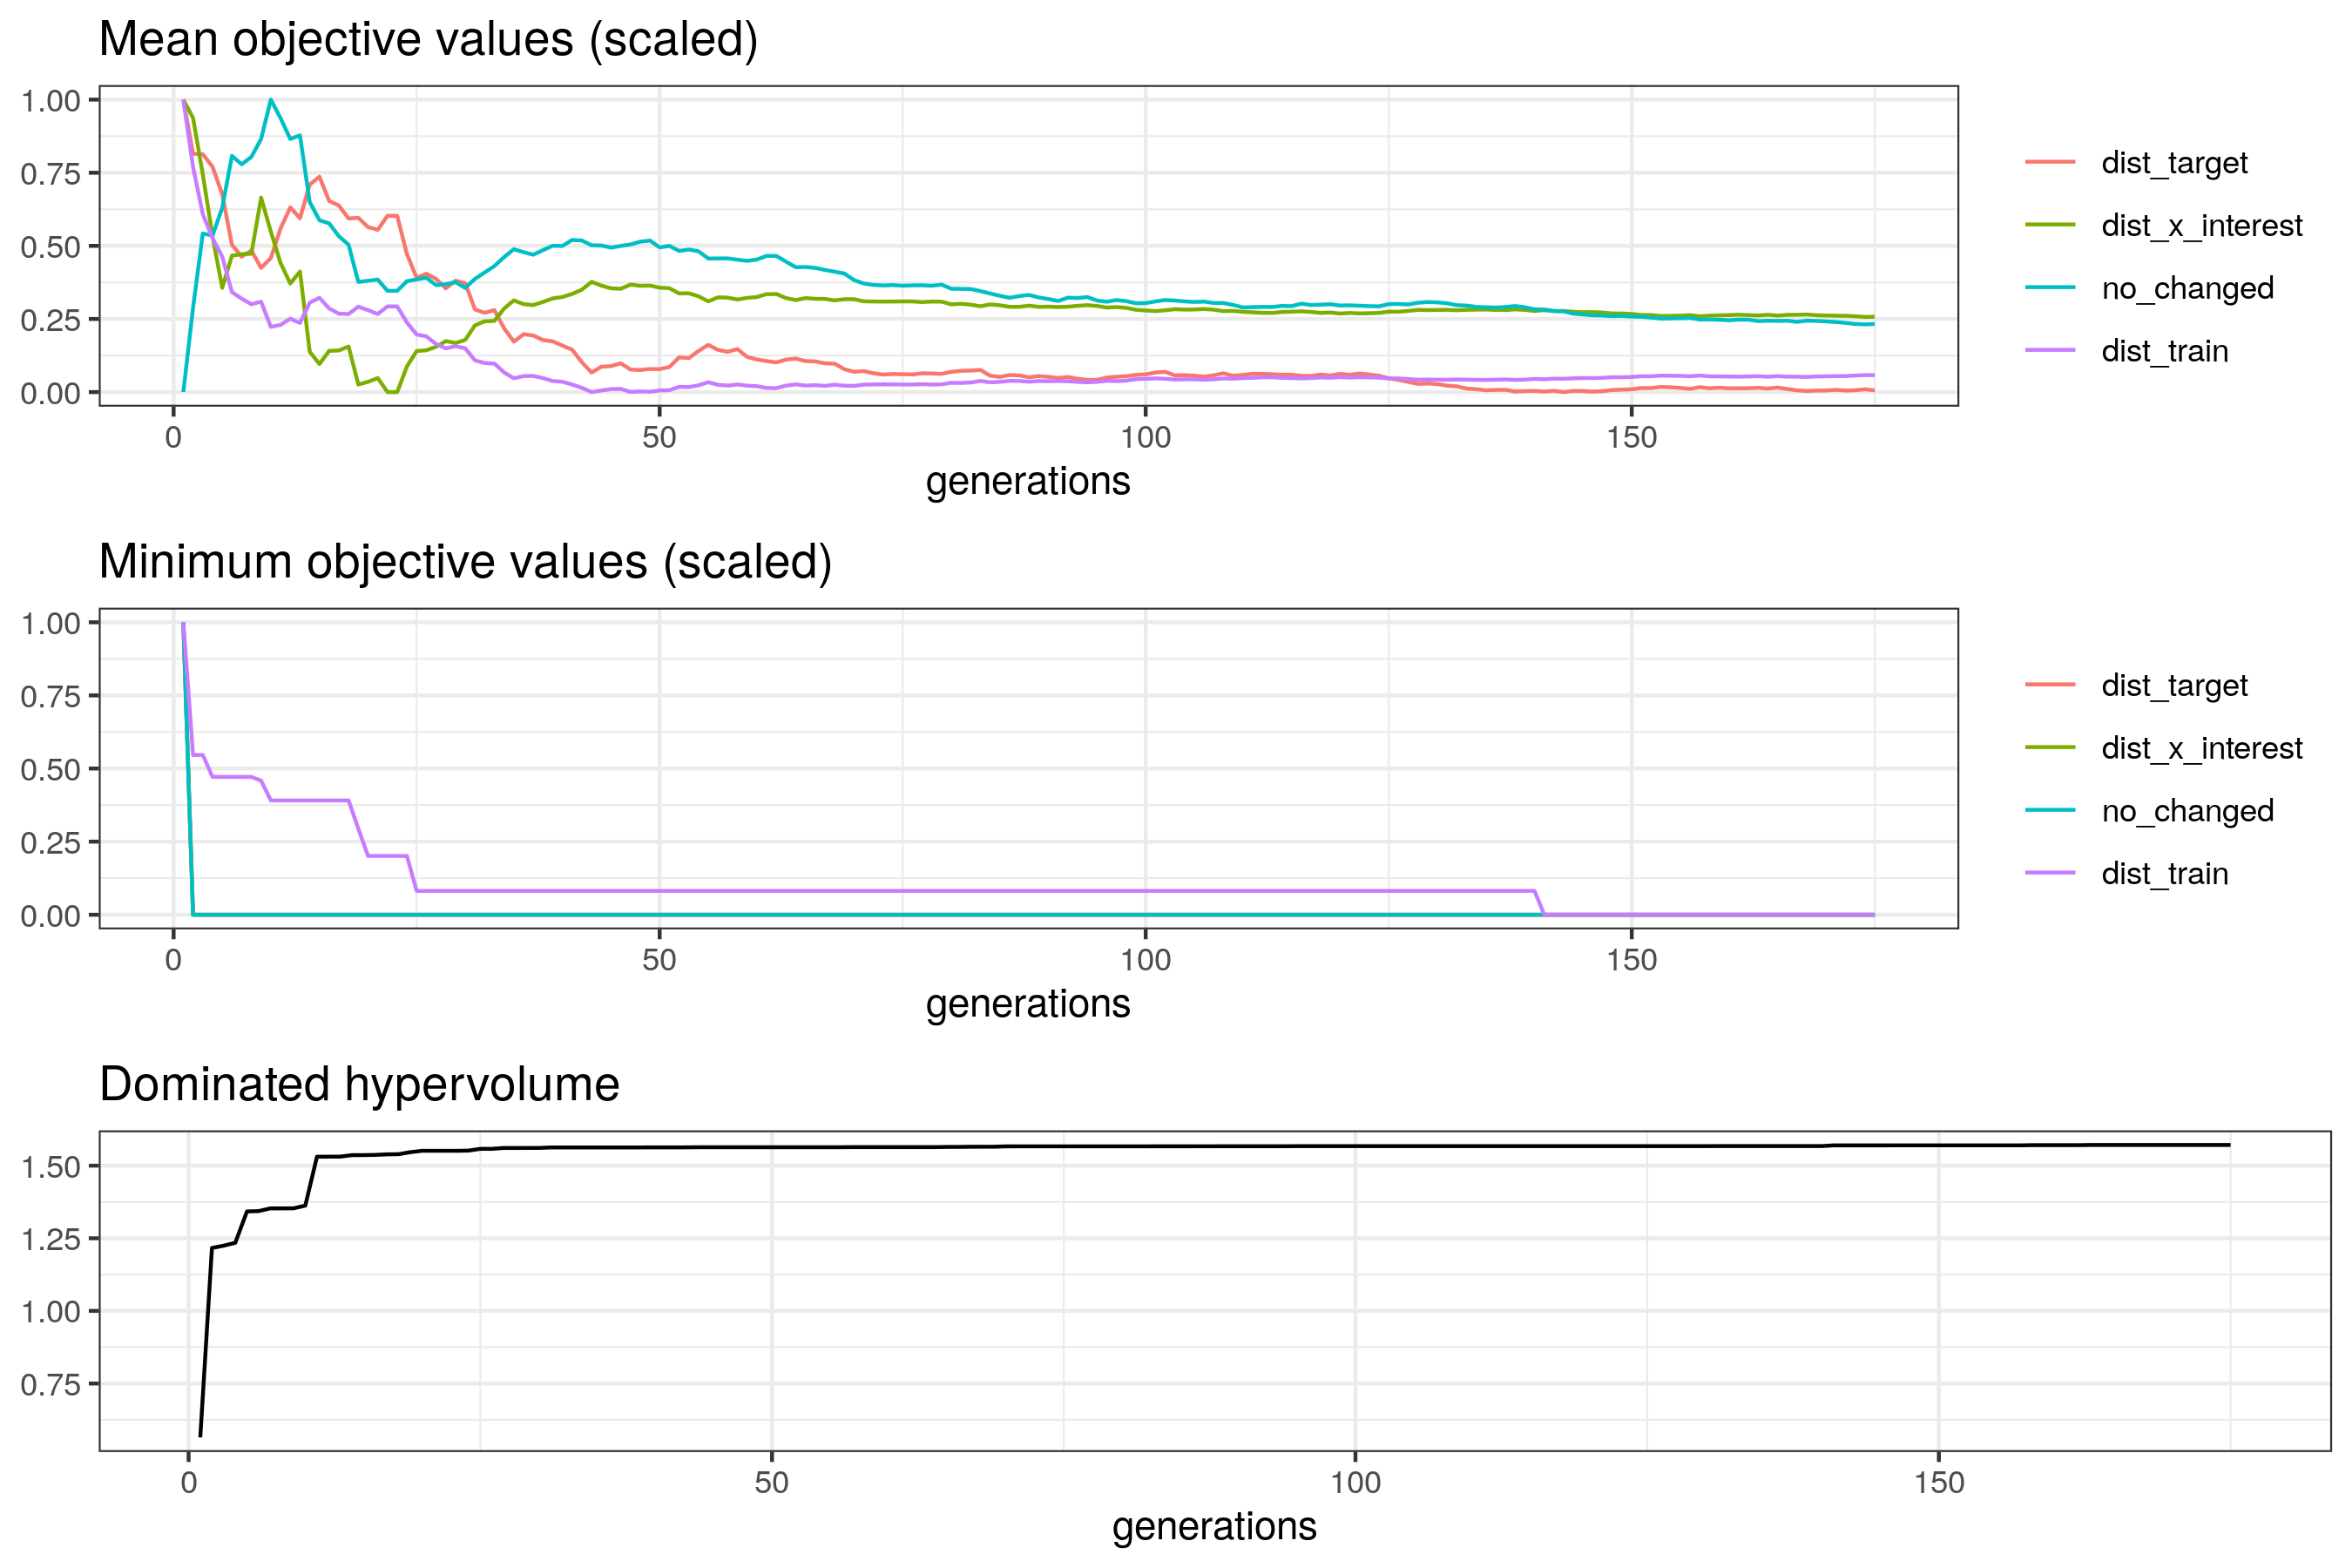 Mean objective values (scaled)
1.00
0.75
0.50
0.25
0.00
0 50 100 150
generations
dist_target
dist_x_interest
no_changed
dist_train
Minimum objective values (scaled)
1.00
0.75
0.50
0.25
0.00
0 50 100 150
generations
dist_target
dist_x_interest
no_changed
dist_train
Dominated hypervolume
1.50
1.25
1.00
0.75
0 50 100 150
generations